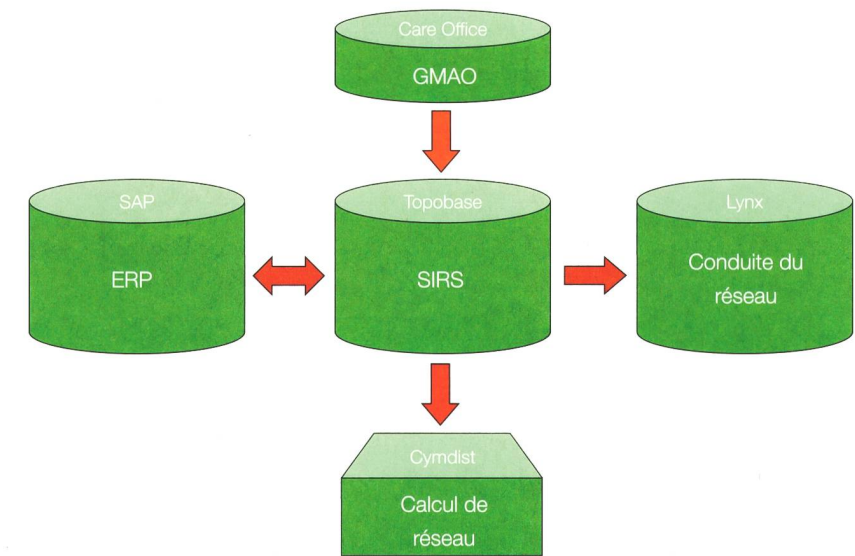 Care Office
GMAO
SAP
ERP
Topobase
SIRS
Lynx
Conduite du
réseau
Cymdist
Calcul de
réseau